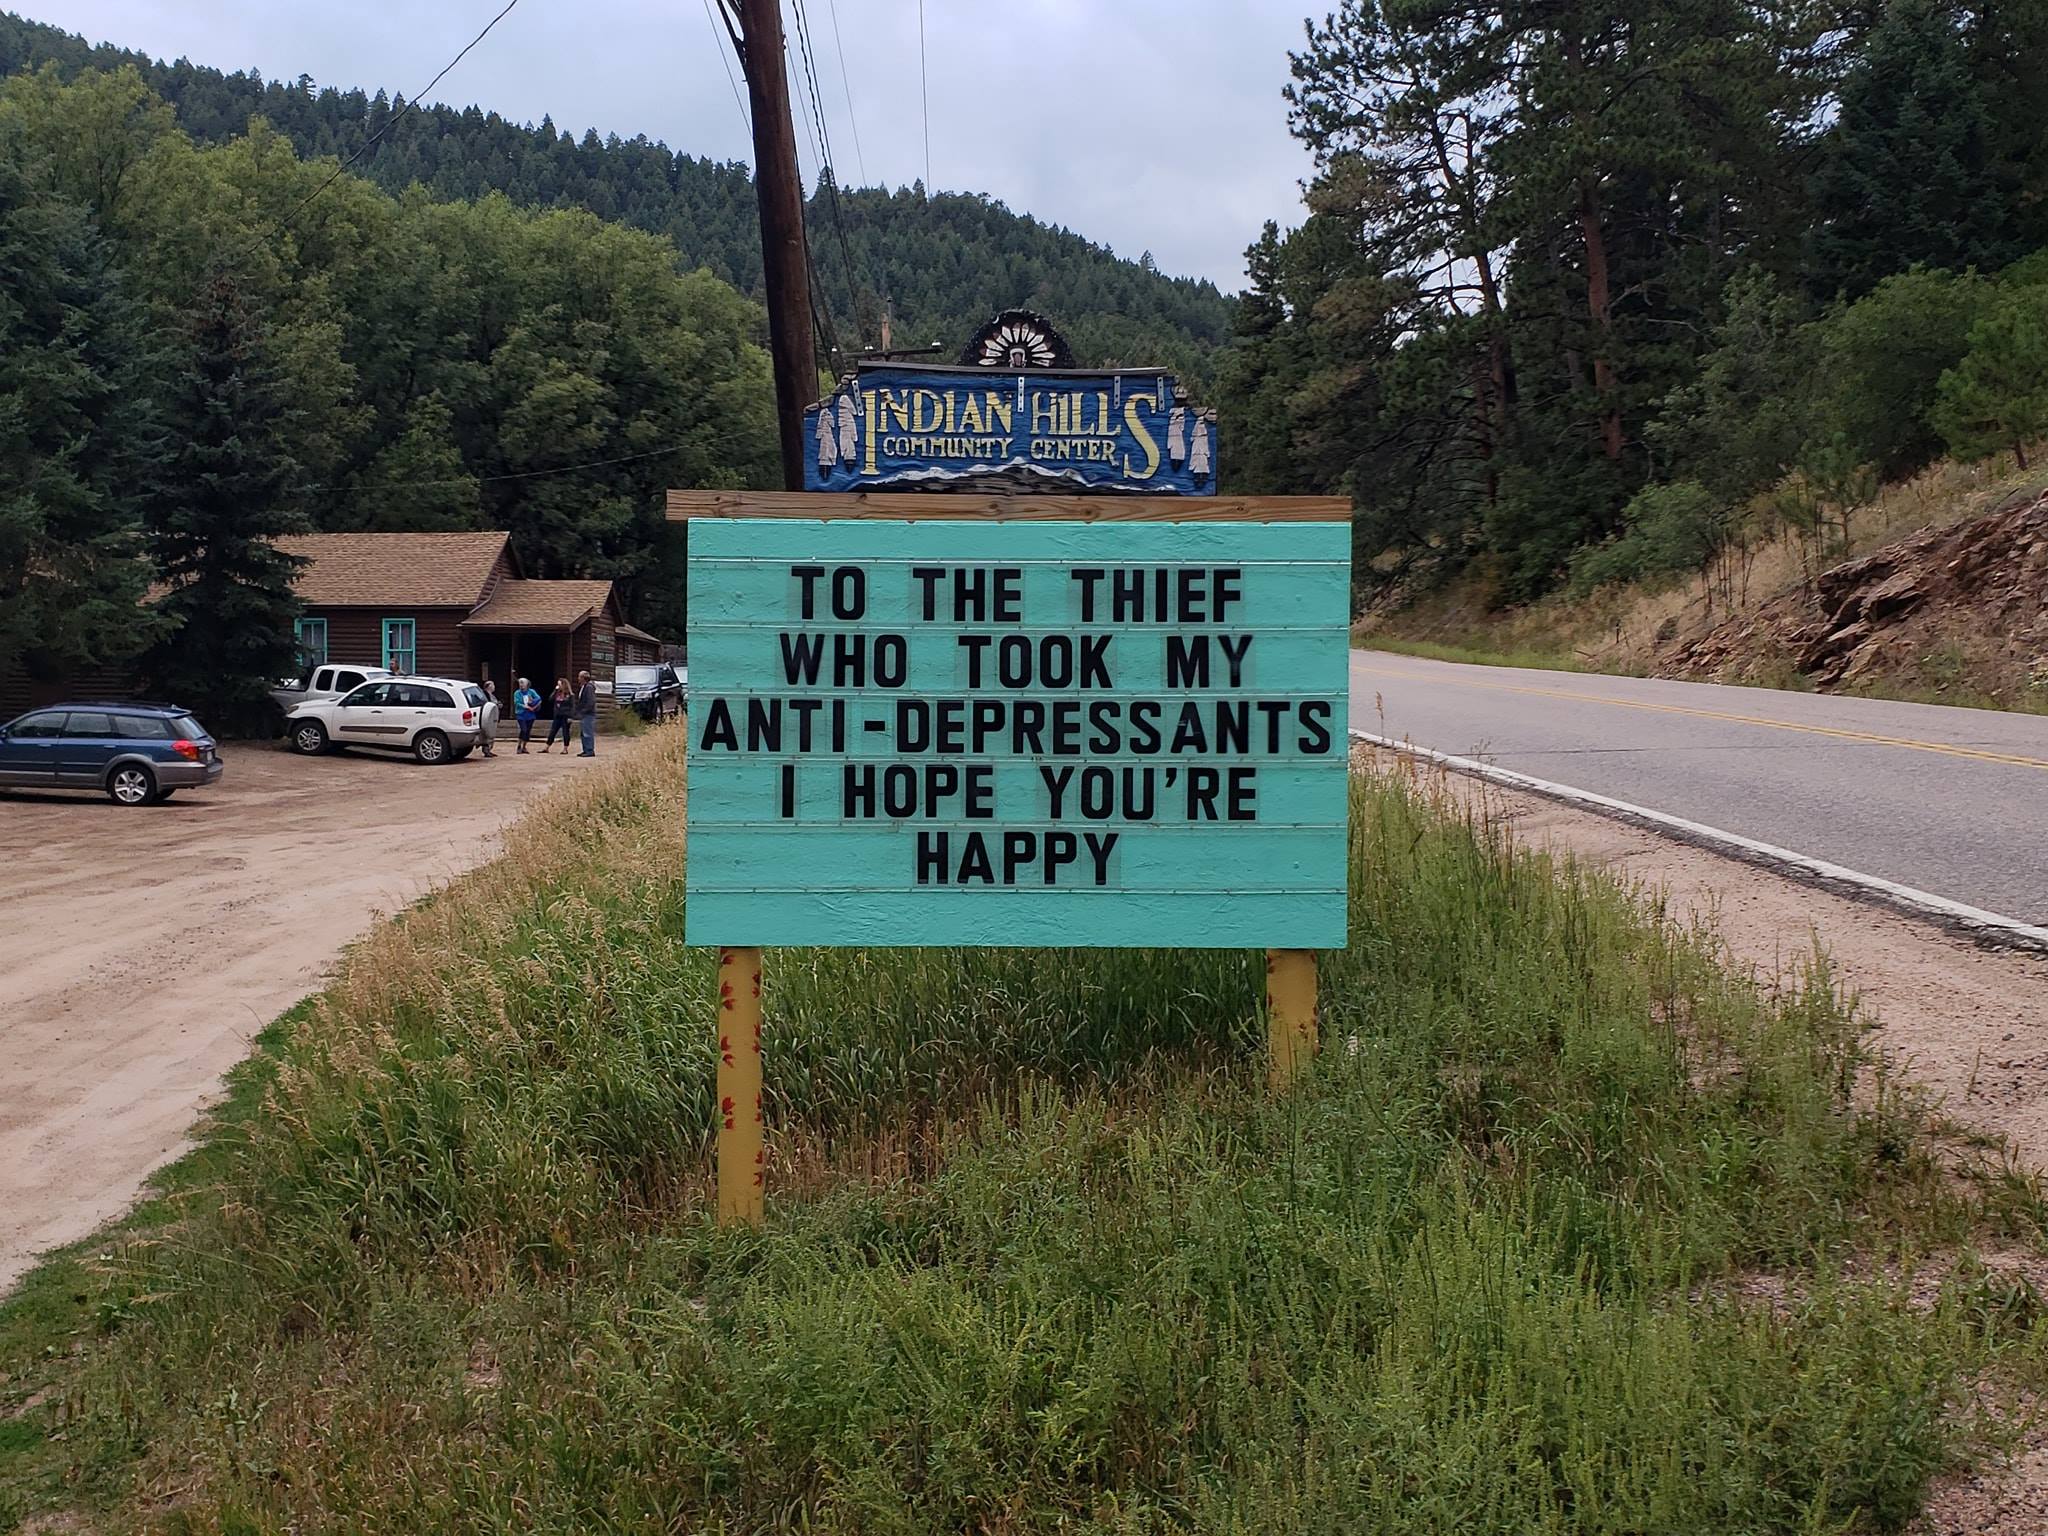 INDIAN HILLS
COMMUNITY CENTER
TO THE THIEF
WHO TOOK MY
ANTI-DEPRESSANTS
I HOPE YOU'RE
HAPPY